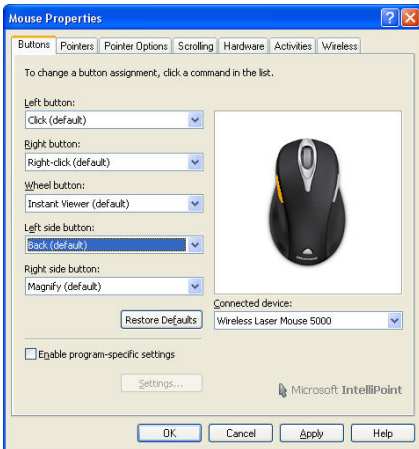 Mouse Properties
Buttons Pointers Pointer Options Scrolling Hardware Activities Wireless
To change a button assignment, click a command in the list.
Left button:
Click (default)
Right button:
Right-click (default)
Wheel button:
Instant Viewer (default)
Left side button:
Back (default)
Right side button:
Magnify (default)
Restore Defaults
Connected device:
Wireless Laser Mouse 5000
Enable program-specific settings
Settings...
Microsoft IntelliPoint
OK Cancel Apply Help